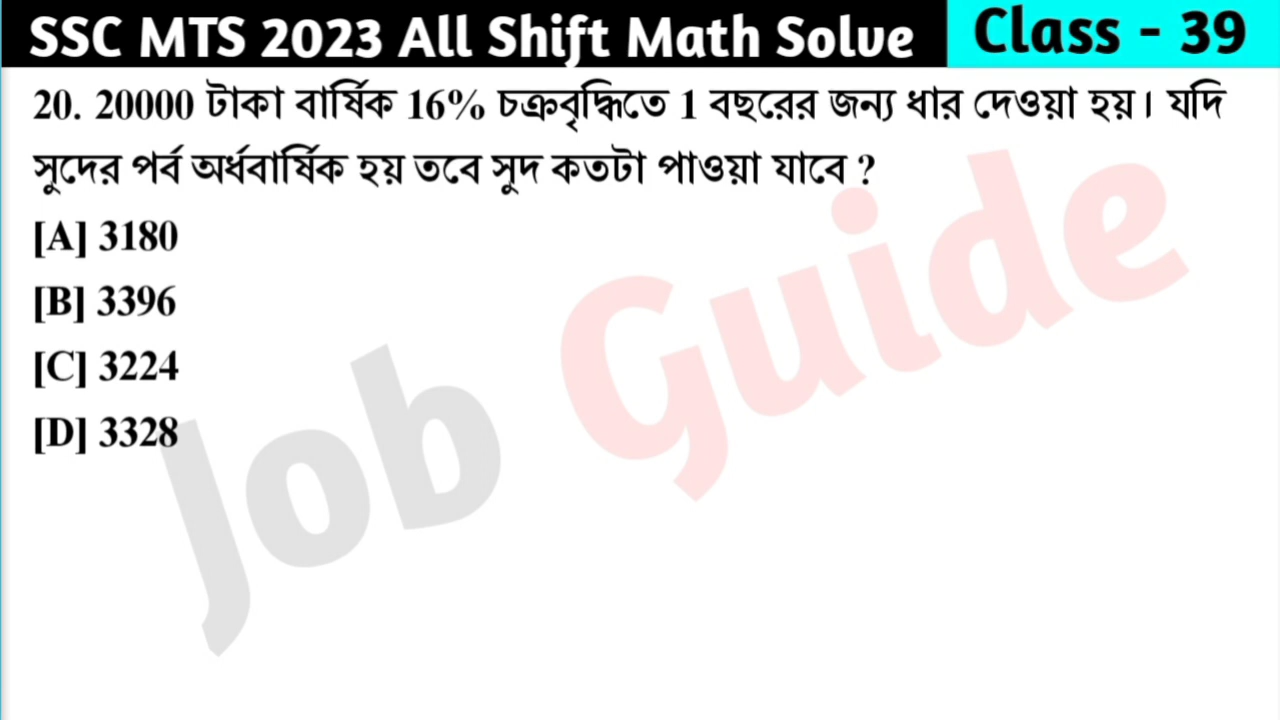 SSC MTS 2023 All Shift Math Solve
Class - 39
20. 20000 টাকা বার্ষিক 16% চক্রবৃদ্ধিতে 1 বছরের জন্য ধার দেওয়া হয়। যদি
সুদের পর্ব অর্ধবার্ষিক হয় তবে সুদ কতটা পাওয়া যাবে ?
[A] 3180
[B] 3396
[C] 3224
[D] 3328
Job Guide